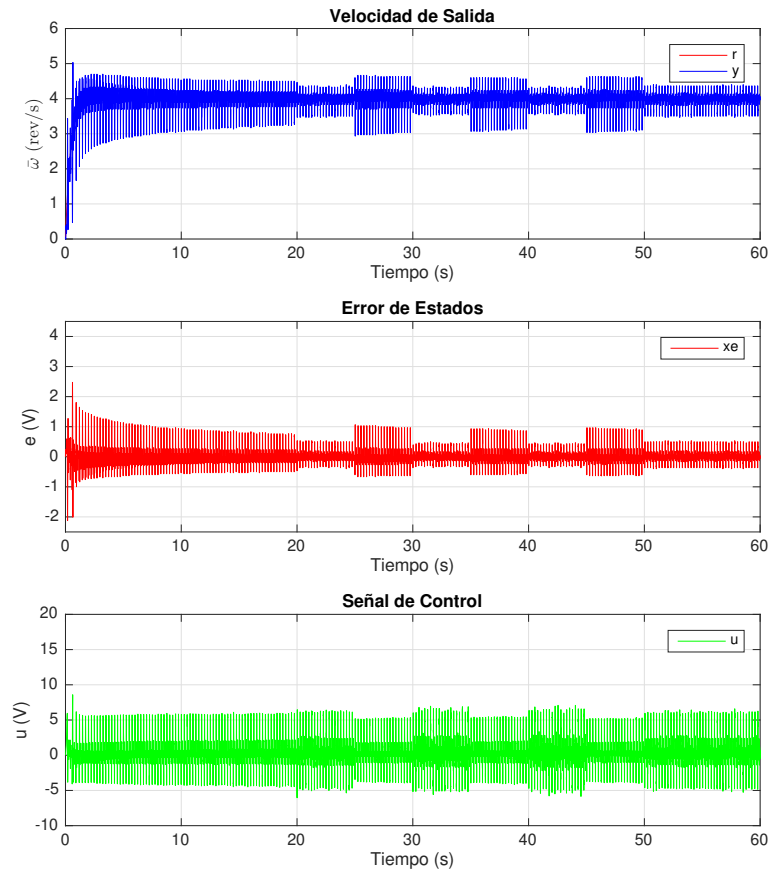 Velocidad de Salida
6
5
4
3
2
1
0
ω̄ (rev/s)
r
y
0 10 20 30 40 50 60
Tiempo (s)
Error de Estados
4
3
2
1
0
-1
-2
e (V)
xe
0 10 20 30 40 50 60
Tiempo (s)
Señal de Control
20
15
10
5
0
-5
-10
u (V)
u
0 10 20 30 40 50 60
Tiempo (s)